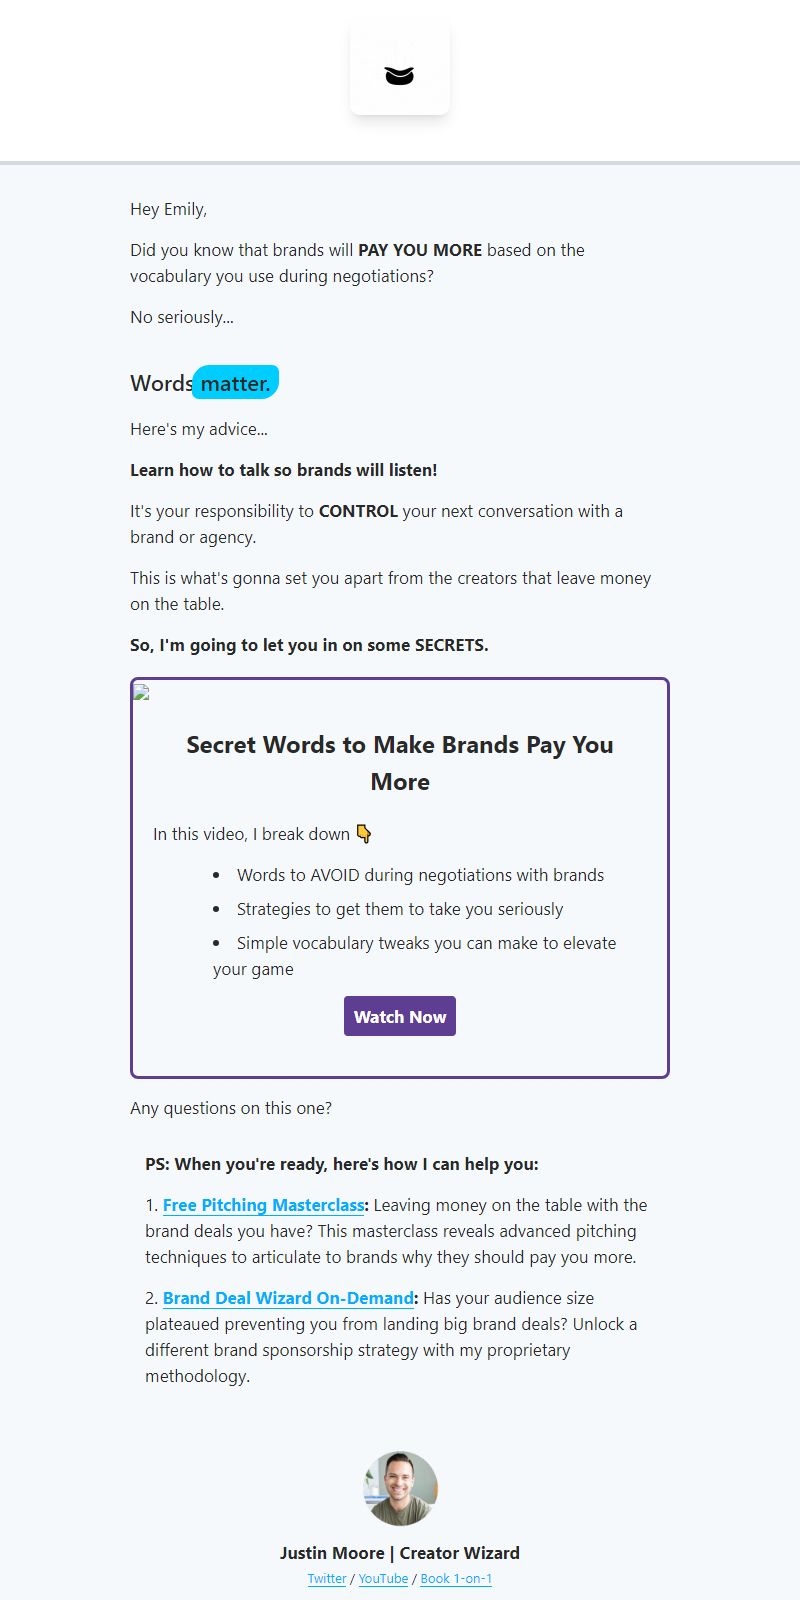 Hey Emily,
Did you know that brands will PAY YOU MORE based on the
vocabulary you use during negotiations?
No seriously...
Words matter.
Here's my advice...
Learn how to talk so brands will listen!
It's your responsibility to CONTROL your next conversation with a
brand or agency.
This is what's gonna set you apart from the creators that leave money
on the table.
So, I'm going to let you in on some SECRETS.
Secret Words to Make Brands Pay You
More
In this video, I break down 👇
• Words to AVOID during negotiations with brands
• Strategies to get them to take you seriously
• Simple vocabulary tweaks you can make to elevate
your game
Watch Now
Any questions on this one?
PS: When you're ready, here's how I can help you:
1. Free Pitching Masterclass: Leaving money on the table with the
brand deals you have? This masterclass reveals advanced pitching
techniques to articulate to brands why they should pay you more.
2. Brand Deal Wizard On-Demand: Has your audience size
plateaued preventing you from landing big brand deals? Unlock a
different brand sponsorship strategy with my proprietary
methodology.
Justin Moore | Creator Wizard
Twitter / YouTube / Book 1-on-1